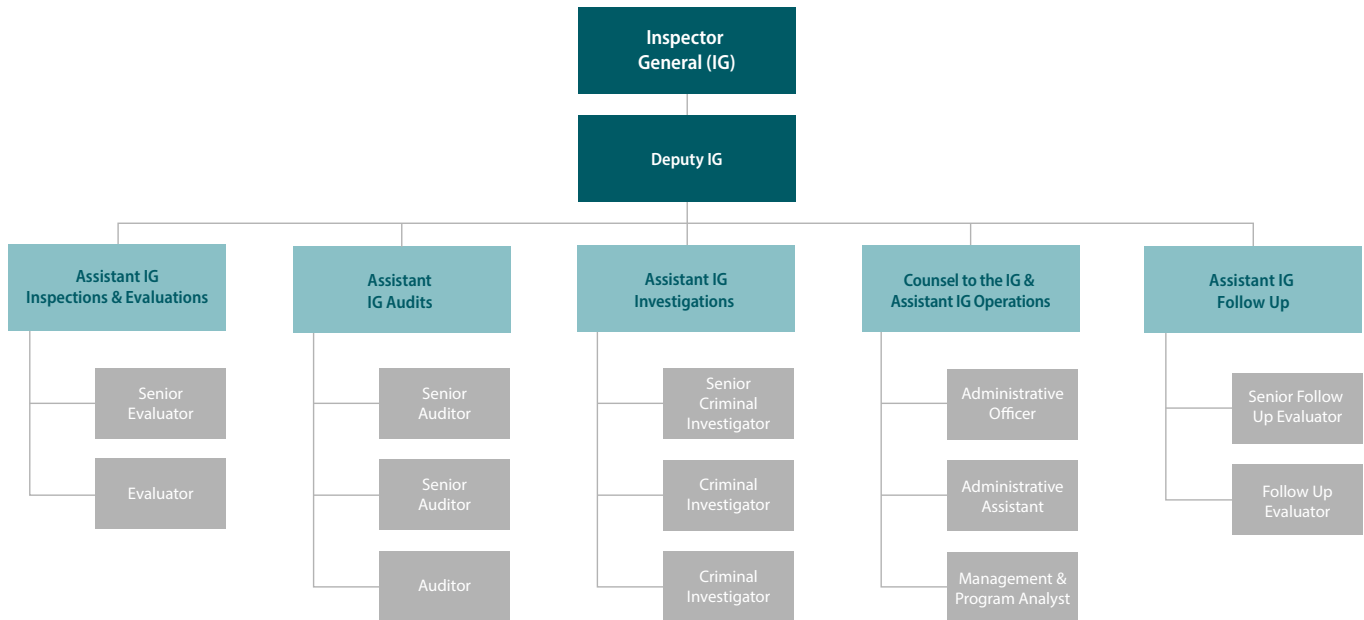 Inspector
General (IG)
Deputy IG
Assistant IG
Inspections & Evaluations
Assistant
IG Audits
Assistant IG
Investigations
Counsel to the IG &
Assistant IG Operations
Assistant IG
Follow Up
Senior
Evaluator
Evaluator
Senior
Auditor
Senior
Auditor
Auditor
Senior
Criminal
Investigator
Criminal
Investigator
Criminal
Investigator
Administrative
Officer
Administrative
Assistant
Management &
Program Analyst
Senior Follow
Up Evaluator
Follow Up
Evaluator